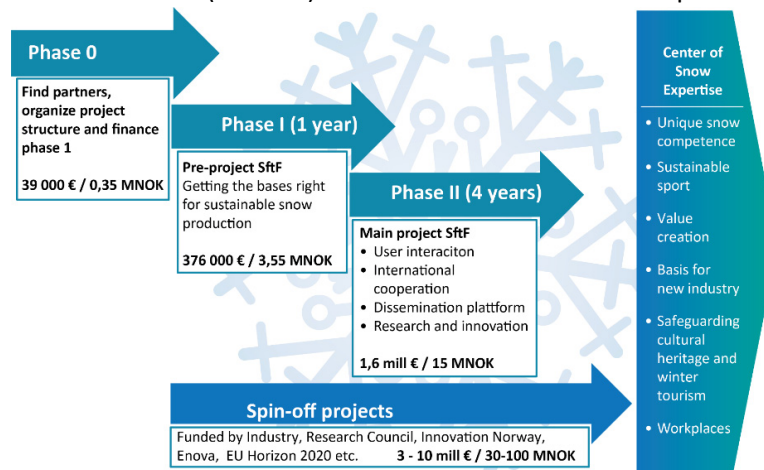 Phase 0
Find partners,
organize project
structure and finance
phase 1
39 000 € / 0,35 MNOK
Phase I (1 year)
Pre-project SftF
Getting the bases right
for sustainable snow
production
376 000 € / 3,55 MNOK
Phase II (4 years)
Main project SftF
• User interaciton
• International
cooperation
• Dissemination plattform
• Research and innovation
1,6 mill € / 15 MNOK
Spin-off projects
Funded by Industry, Research Council, Innovation Norway,
Enova, EU Horizon 2020 etc. 3 - 10 mill € / 30-100 MNOK
Center of
Snow
Expertise
• Unique snow
competence
• Sustainable
sport
• Value
creation
• Basis for
new industry
• Safeguarding
cultural
heritage and
winter
tourism
• Workplaces